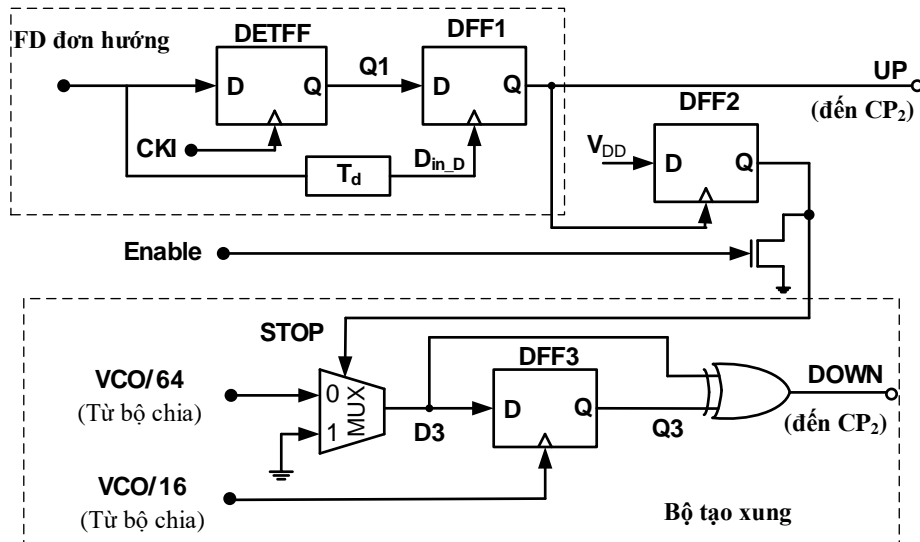 FD đơn hướng
DETFF
DFF1
D
Q
Q1
D
Q
UP
(đến CP2)
CKI
Td
Din_D
DFF2
VDD
D
Q
Enable
STOP
VCO/64
(Từ bộ chia)
0
1
MUX
D3
DFF3
D
Q
Q3
DOWN
(đến CP2)
VCO/16
(Từ bộ chia)
Bộ tạo xung